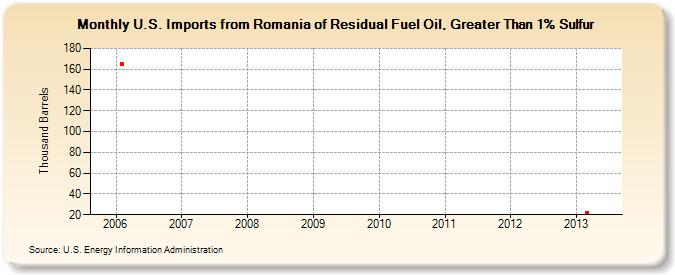 Monthly U.S. Imports from Romania of Residual Fuel Oil, Greater Than 1% Sulfur
Thousand Barrels
180
160
140
120
100
80
60
40
20
2006 2007 2008 2009 2010 2011 2012 2013
Source: U.S. Energy Information Administration